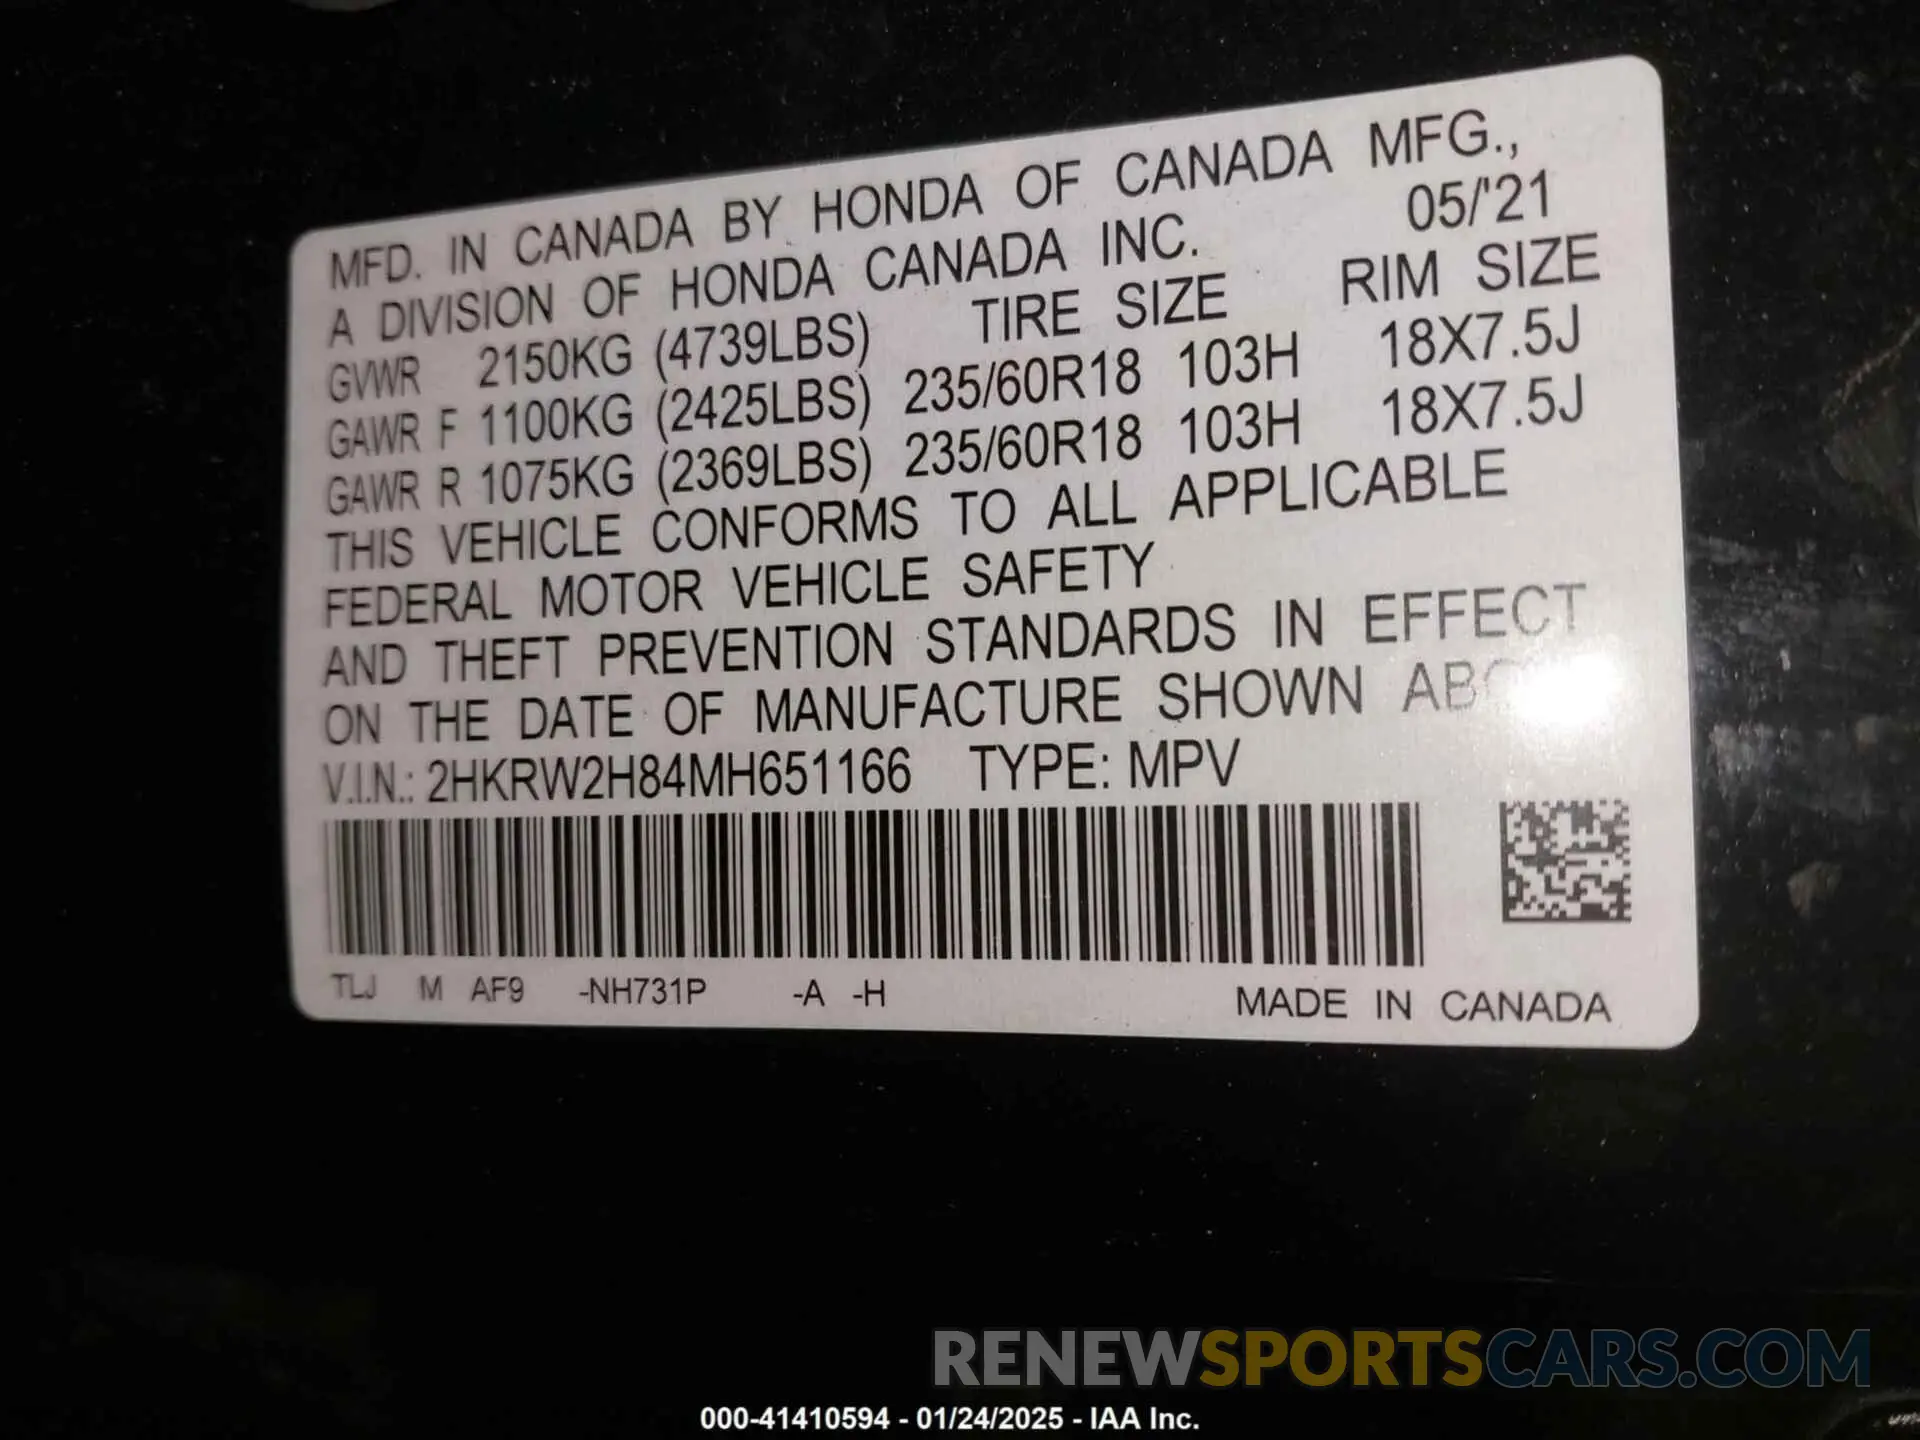 MFD. IN CANADA BY HONDA OF CANADA MFG.,
A DIVISION OF HONDA CANADA INC. 05/'21
TIRE SIZE RIM SIZE
GVWR 2150KG (4739LBS)
GAWR F 1100KG (2425LBS) 235/60R18 103H 18X7.5J
GAWR R 1075KG (2369LBS) 235/60R18 103H 18X7.5J
THIS VEHICLE CONFORMS TO ALL APPLICABLE
FEDERAL MOTOR VEHICLE SAFETY
AND THEFT PREVENTION STANDARDS IN EFFECT
ON THE DATE OF MANUFACTURE SHOWN
V.I.N.: 2HKRW2H84MH651166 TYPE: MPV
TLJ M AF9 -NH731P -A -H
MADE IN CANADA
RENEWSPORTSCARS.COM
000-41410594 - 01/24/2025 - IAA Inc.